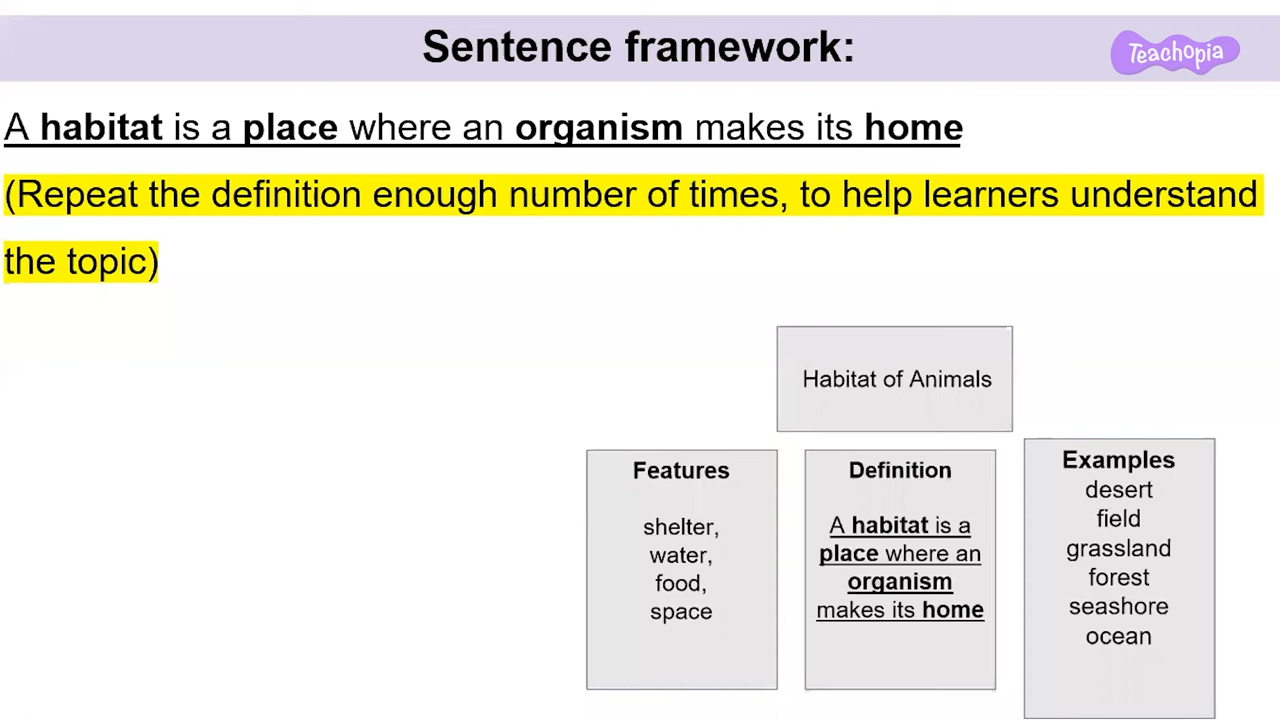 Sentence framework:
Teachopia
A habitat is a place where an organism makes its home
(Repeat the definition enough number of times, to help learners understand
the topic)
Habitat of Animals
Features
shelter,
water,
food,
space
Definition
A habitat is a
place where an
organism
makes its home
Examples
desert
field
grassland
forest
seashore
ocean